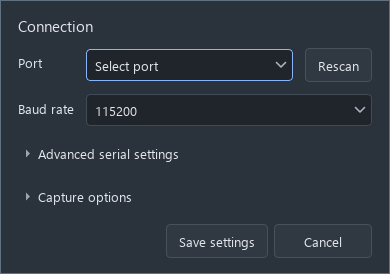 Connection
Port Select port Rescan
Baud rate 115200
Advanced serial settings
Capture options
Save settings Cancel